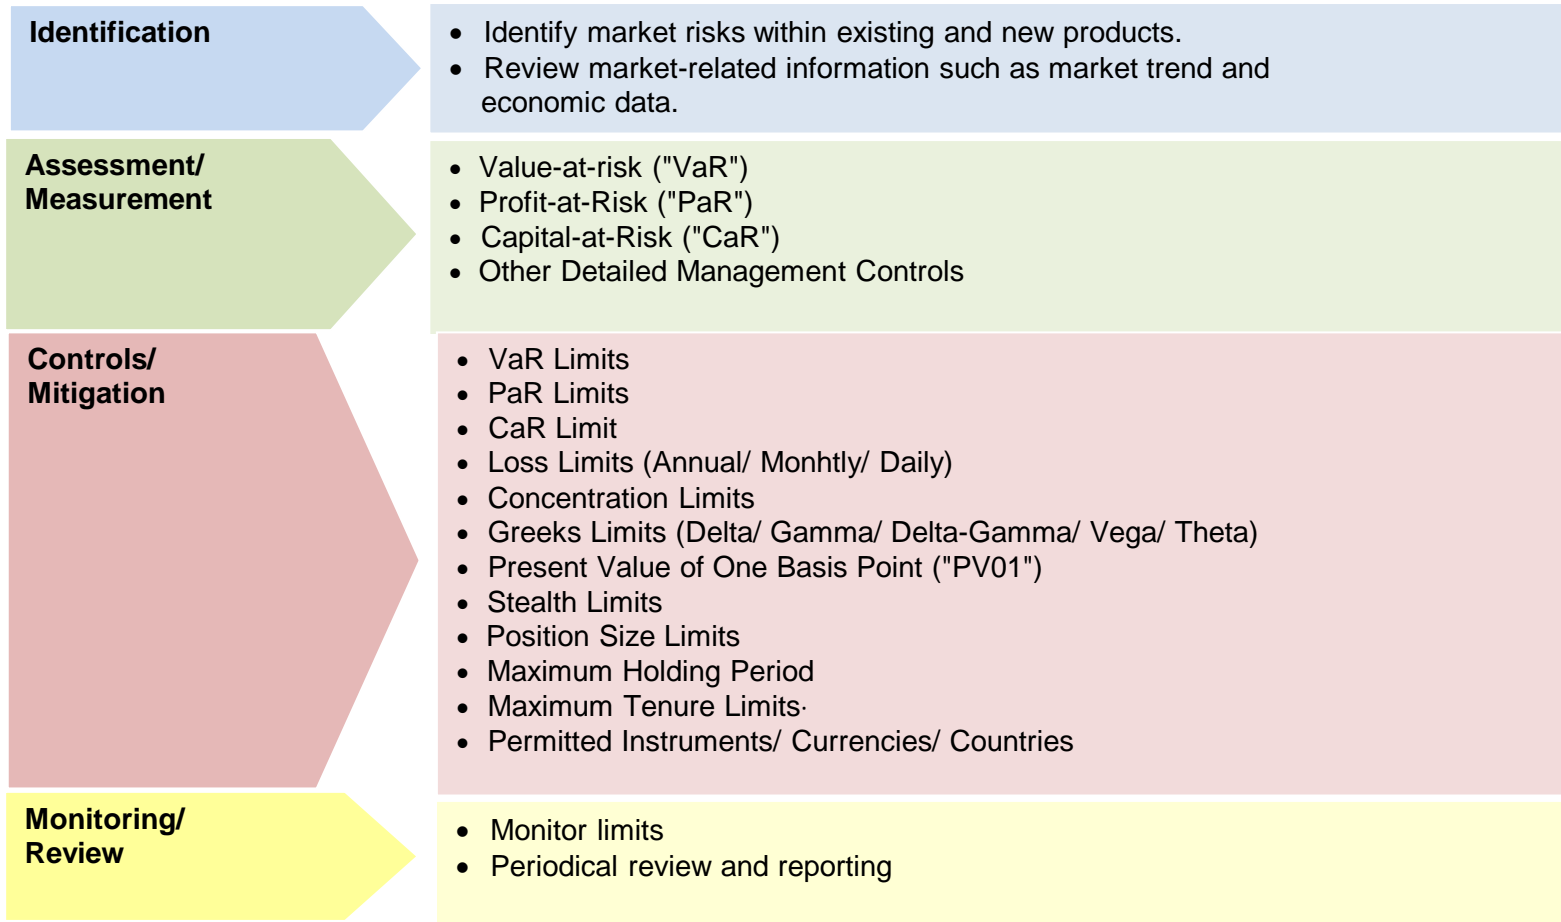 Identification
• Identify market risks within existing and new products.
• Review market-related information such as market trend and
economic data.
Assessment/
Measurement
• Value-at-risk ("VaR")
• Profit-at-Risk ("PaR")
• Capital-at-Risk ("CaR")
• Other Detailed Management Controls
Controls/
Mitigation
• VaR Limits
• PaR Limits
• CaR Limit
• Loss Limits (Annual/ Monhtly/ Daily)
• Concentration Limits
• Greeks Limits (Delta/ Gamma/ Delta-Gamma/ Vega/ Theta)
• Present Value of One Basis Point ("PV01")
• Stealth Limits
• Position Size Limits
• Maximum Holding Period
• Maximum Tenure Limits·
• Permitted Instruments/ Currencies/ Countries
Monitoring/
Review
• Monitor limits
• Periodical review and reporting